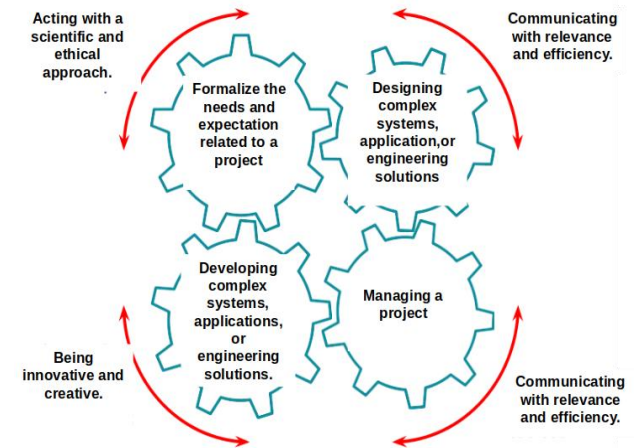 Acting with a
scientific and
ethical
approach.
.
Communicating
with relevance
and efficiency.
Formalize the
needs and
expectation
related to a
project
Designing
complex
systems,
application,or
engineering
solutions
Developing
complex
systems,
applications,
or
engineering
solutions.
Managing a
project
Being
innovative and
creative.
Communicating
with relevance
and efficiency.